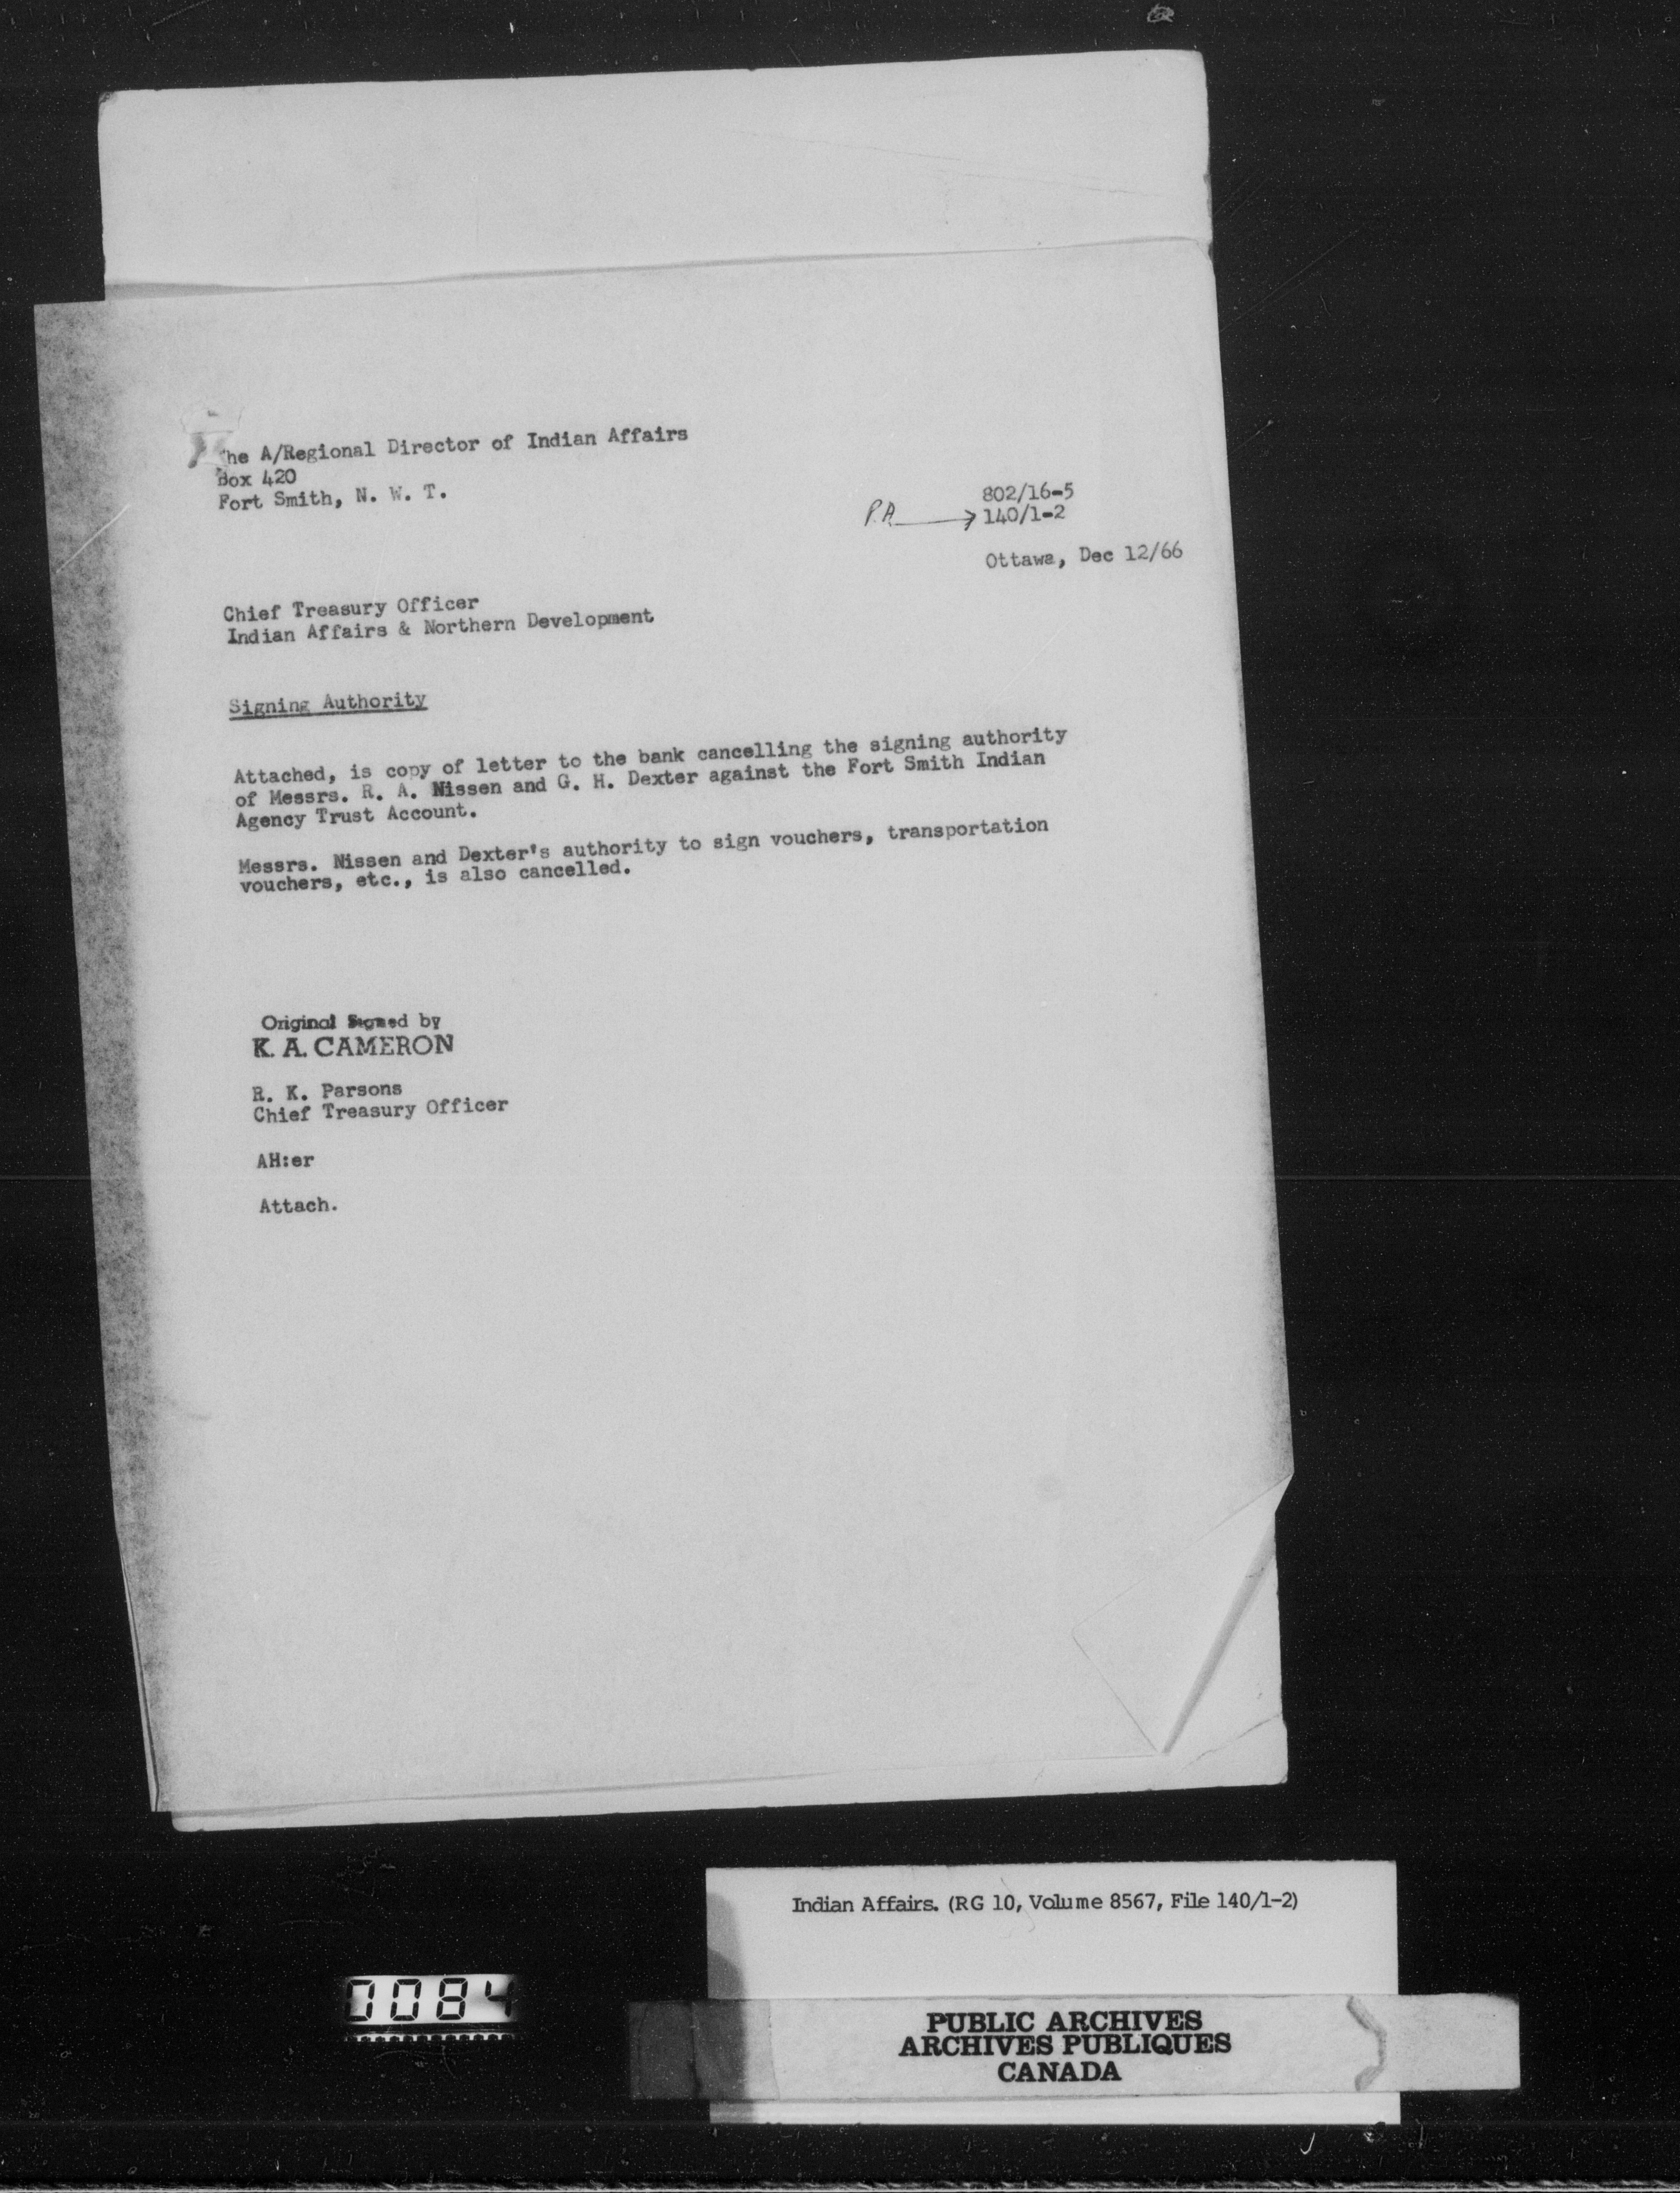 The A/Regional Director of Indian Affairs
Box 420
Fort Smith, N. W. T.
802/16-5
P.A. → 140/1-2
Ottawa, Dec 12/66
Chief Treasury Officer
Indian Affairs & Northern Development
Signing Authority
Attached, is copy of letter to the bank cancelling the signing authority
of Messrs. R. A. Nissen and G. H. Dexter against the Fort Smith Indian
Agency Trust Account.
Messrs. Nissen and Dexter's authority to sign vouchers, transportation
vouchers, etc., is also cancelled.
Original Signed by
K. A. CAMERON
R. K. Parsons
Chief Treasury Officer
AH:er
Attach.
Indian Affairs. (RG 10, Volume 8567, File 140/1-2)
0084
PUBLIC ARCHIVES
ARCHIVES PUBLIQUES
CANADA